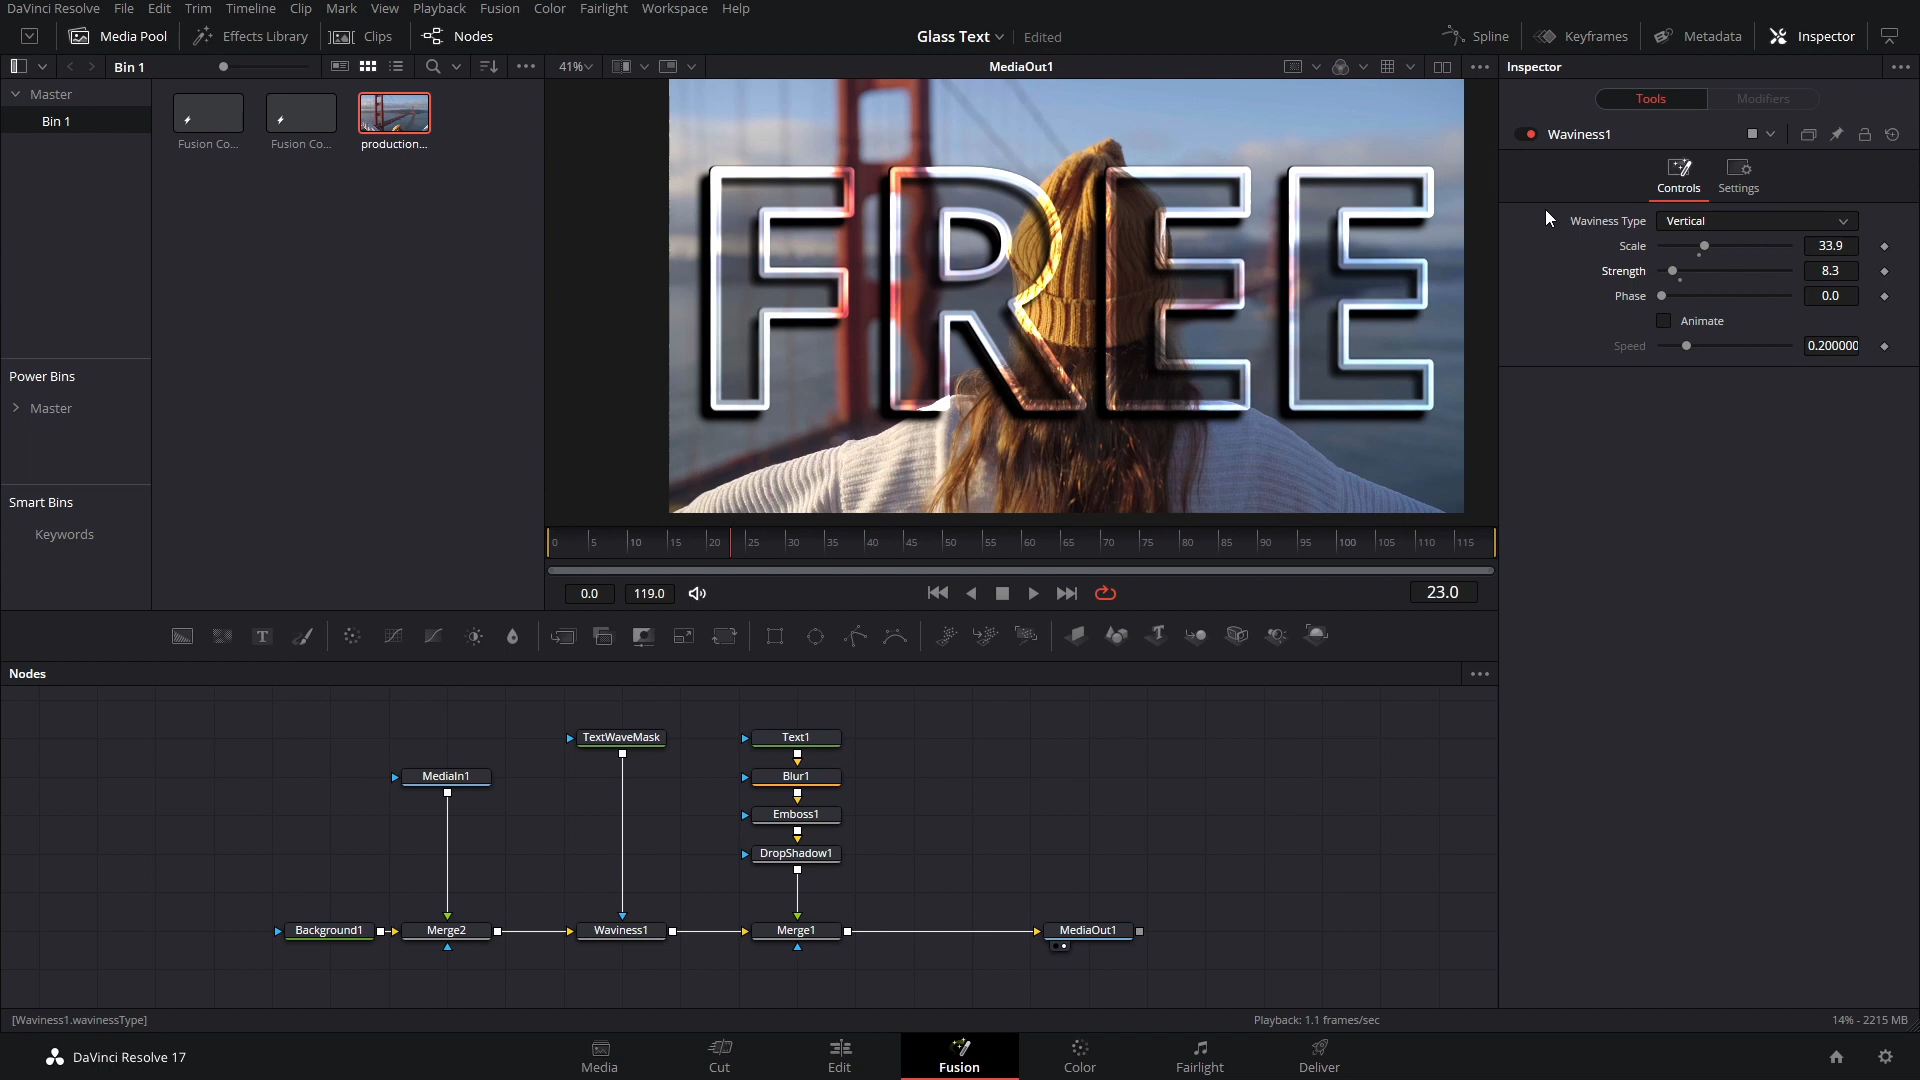 DaVinci Resolve File Edit Trim Timeline Clip Mark View Playback Fusion Color Fairlight Workspace Help
Media Pool Effects Library Clips Nodes Glass Text Edited Spline Keyframes Metadata Inspector
Bin 1 41% MediaOut1 Inspector
Master
Bin 1
Fusion Co... Fusion Co... production...
Power Bins
Master
Smart Bins
Keywords
FREE
Tools Modifiers
Waviness1
Controls Settings
Waviness Type Vertical
Scale 33.9
Strength 8.3
Phase 0.0
Animate
Speed 0.200000
0 5 10 15 20 25 30 35 40 45 50 55 60 65 70 75 80 85 90 95 100 105 110 115
0.0 119.0 23.0
T
Nodes
TextWaveMask Text1
MediaIn1 Blur1
Emboss1
DropShadow1
Background1 Merge2 Waviness1 Merge1 MediaOut1
[Waviness1.wavinessType] Playback: 1.1 frames/sec 14% - 2215 MB
DaVinci Resolve 17 Media Cut Edit Fusion Color Fairlight Deliver